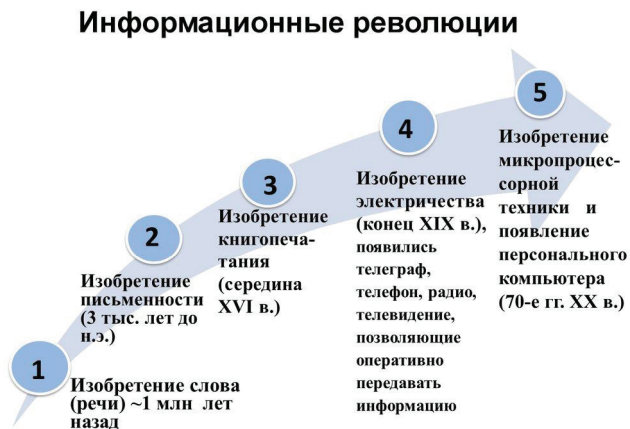 Информационные революции
1
Изобретение слова
(речи) ~1 млн лет
назад
2
Изобретение
письменности
(3 тыс. лет до
н.э.)
3
Изобретение
книгопеча-
тания
(середина
XVI в.)
4
Изобретение
электричества
(конец XIX в.),
появились
телеграф,
телефон, радио,
телевидение,
позволяющие
оперативно
передавать
информацию
5
Изобретение
микропроцес-
сорной
техники и
появление
персонального
компьютера
(70-е гг. XX в.)